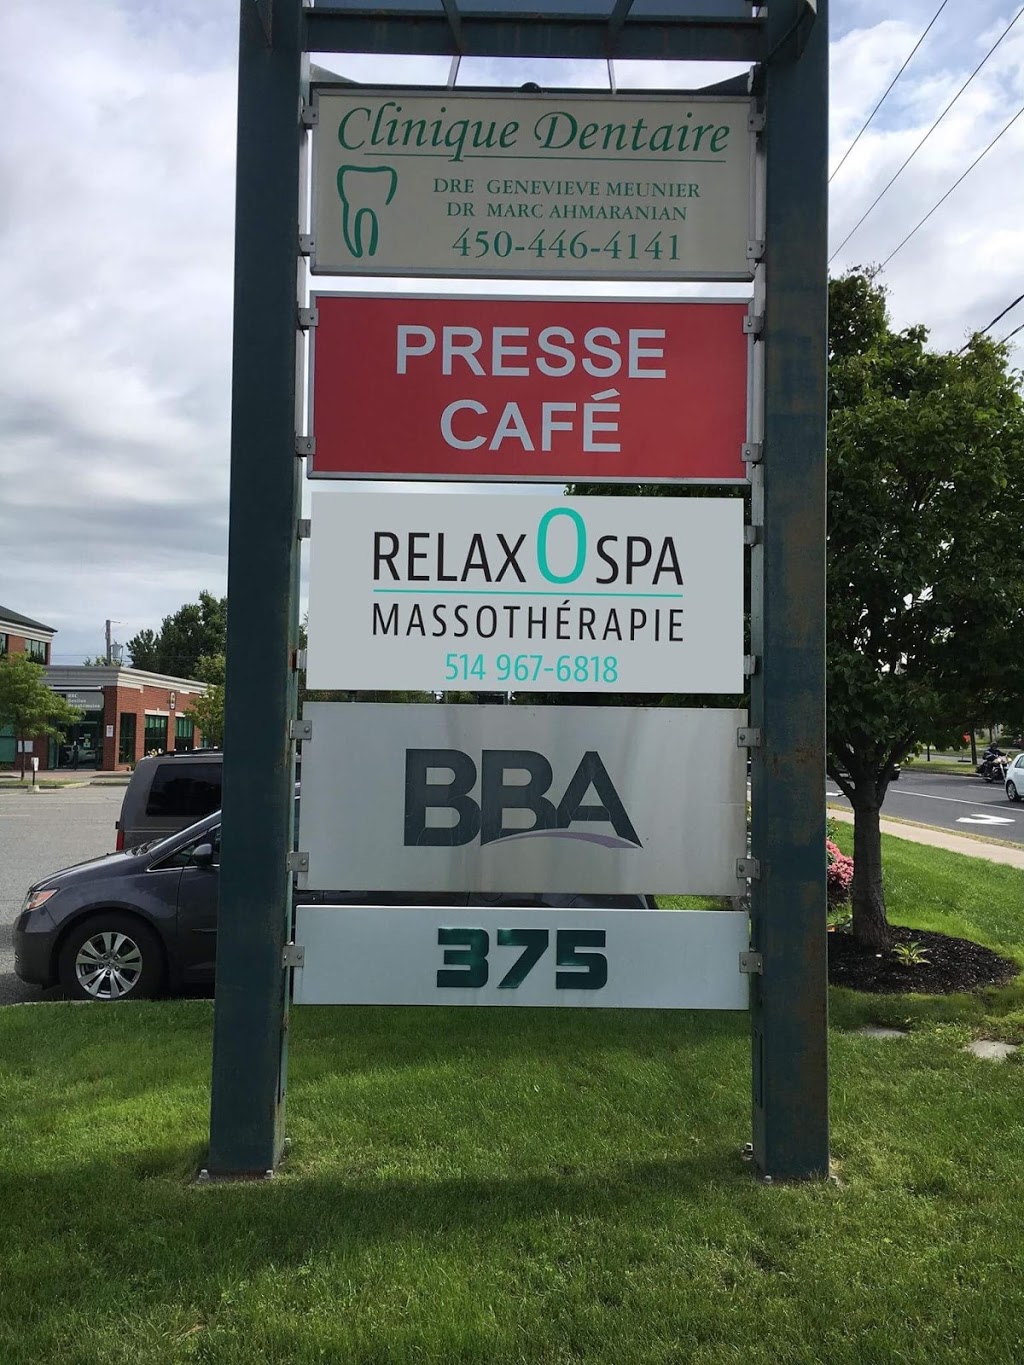 Clinique Dentaire
DRE GENEVIEVE MEUNIER
DR MARC AHMARANIAN
450-446-4141
PRESSE
CAFÉ
RELAXOSPA
MASSOTHÉRAPIE
514 967-6818
BBA
375